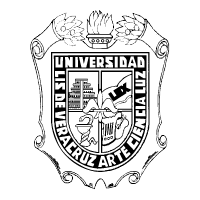 UNIVERSIDAD
LIS DE VERACRUZ ARTE CIENCIA LUZ